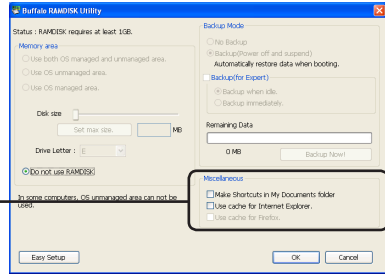 Buffalo RAMDISK Utility
Status : RAMDISK requires at least 1GB.
Memory area
Use both OS managed and unmanaged area.
Use OS unmanaged area.
Use OS managed area.
Disk size
Set max size.
MB
Drive Letter : E
Do not use RAMDISK
In some computers, OS unmanaged area can not be
used.
Easy Setup
Backup Mode
No Backup
Backup(Power off and suspend)
Automatically restore data when booting.
Backup(for Expert)
Backup when idle.
Backup immediately.
Remaining Data
0 MB
Backup Now!
Miscellaneous
Make Shortcuts in My Documents folder
Use cache for Internet Explorer.
Use cache for Firefox.
OK
Cancel